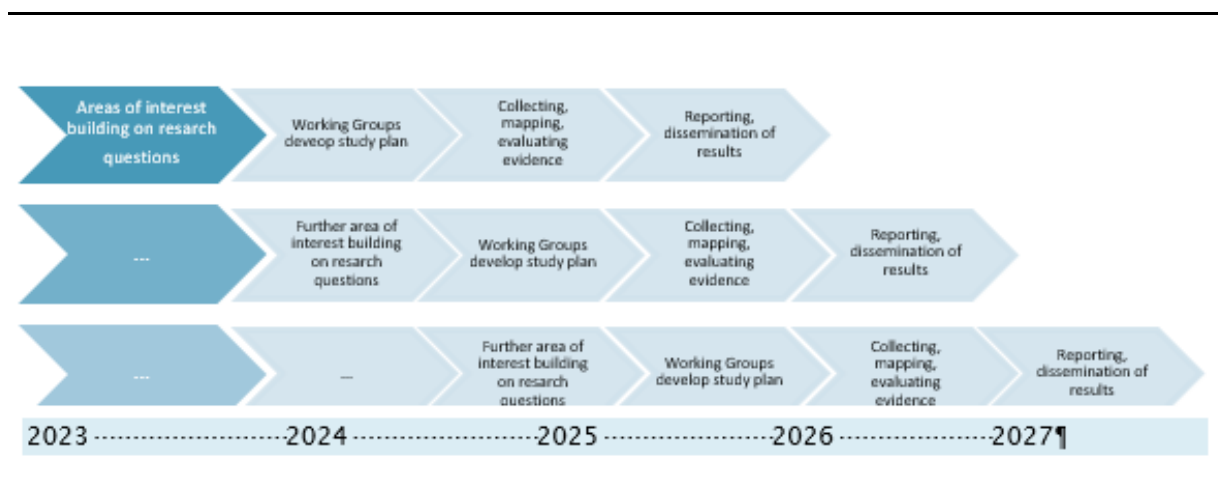 Areas of interest
building on resarch
questions
Working Groups
deveop study plan
Collecting,
mapping,
evaluating
evidence
Reporting,
dissemination of
results
...
Further area of
interest building
on resarch
questions
Working Groups
develop study plan
Collecting,
mapping,
evaluating
evidence
Reporting,
dissemination of
results
...
...
Further area of
interest building
on resarch
questions
Working Groups
develop study plan
Collecting,
mapping,
evaluating
evidence
Reporting,
dissemination of
results
2023 ························2024 ·······················2025 ·····················2026 ····················2027¶